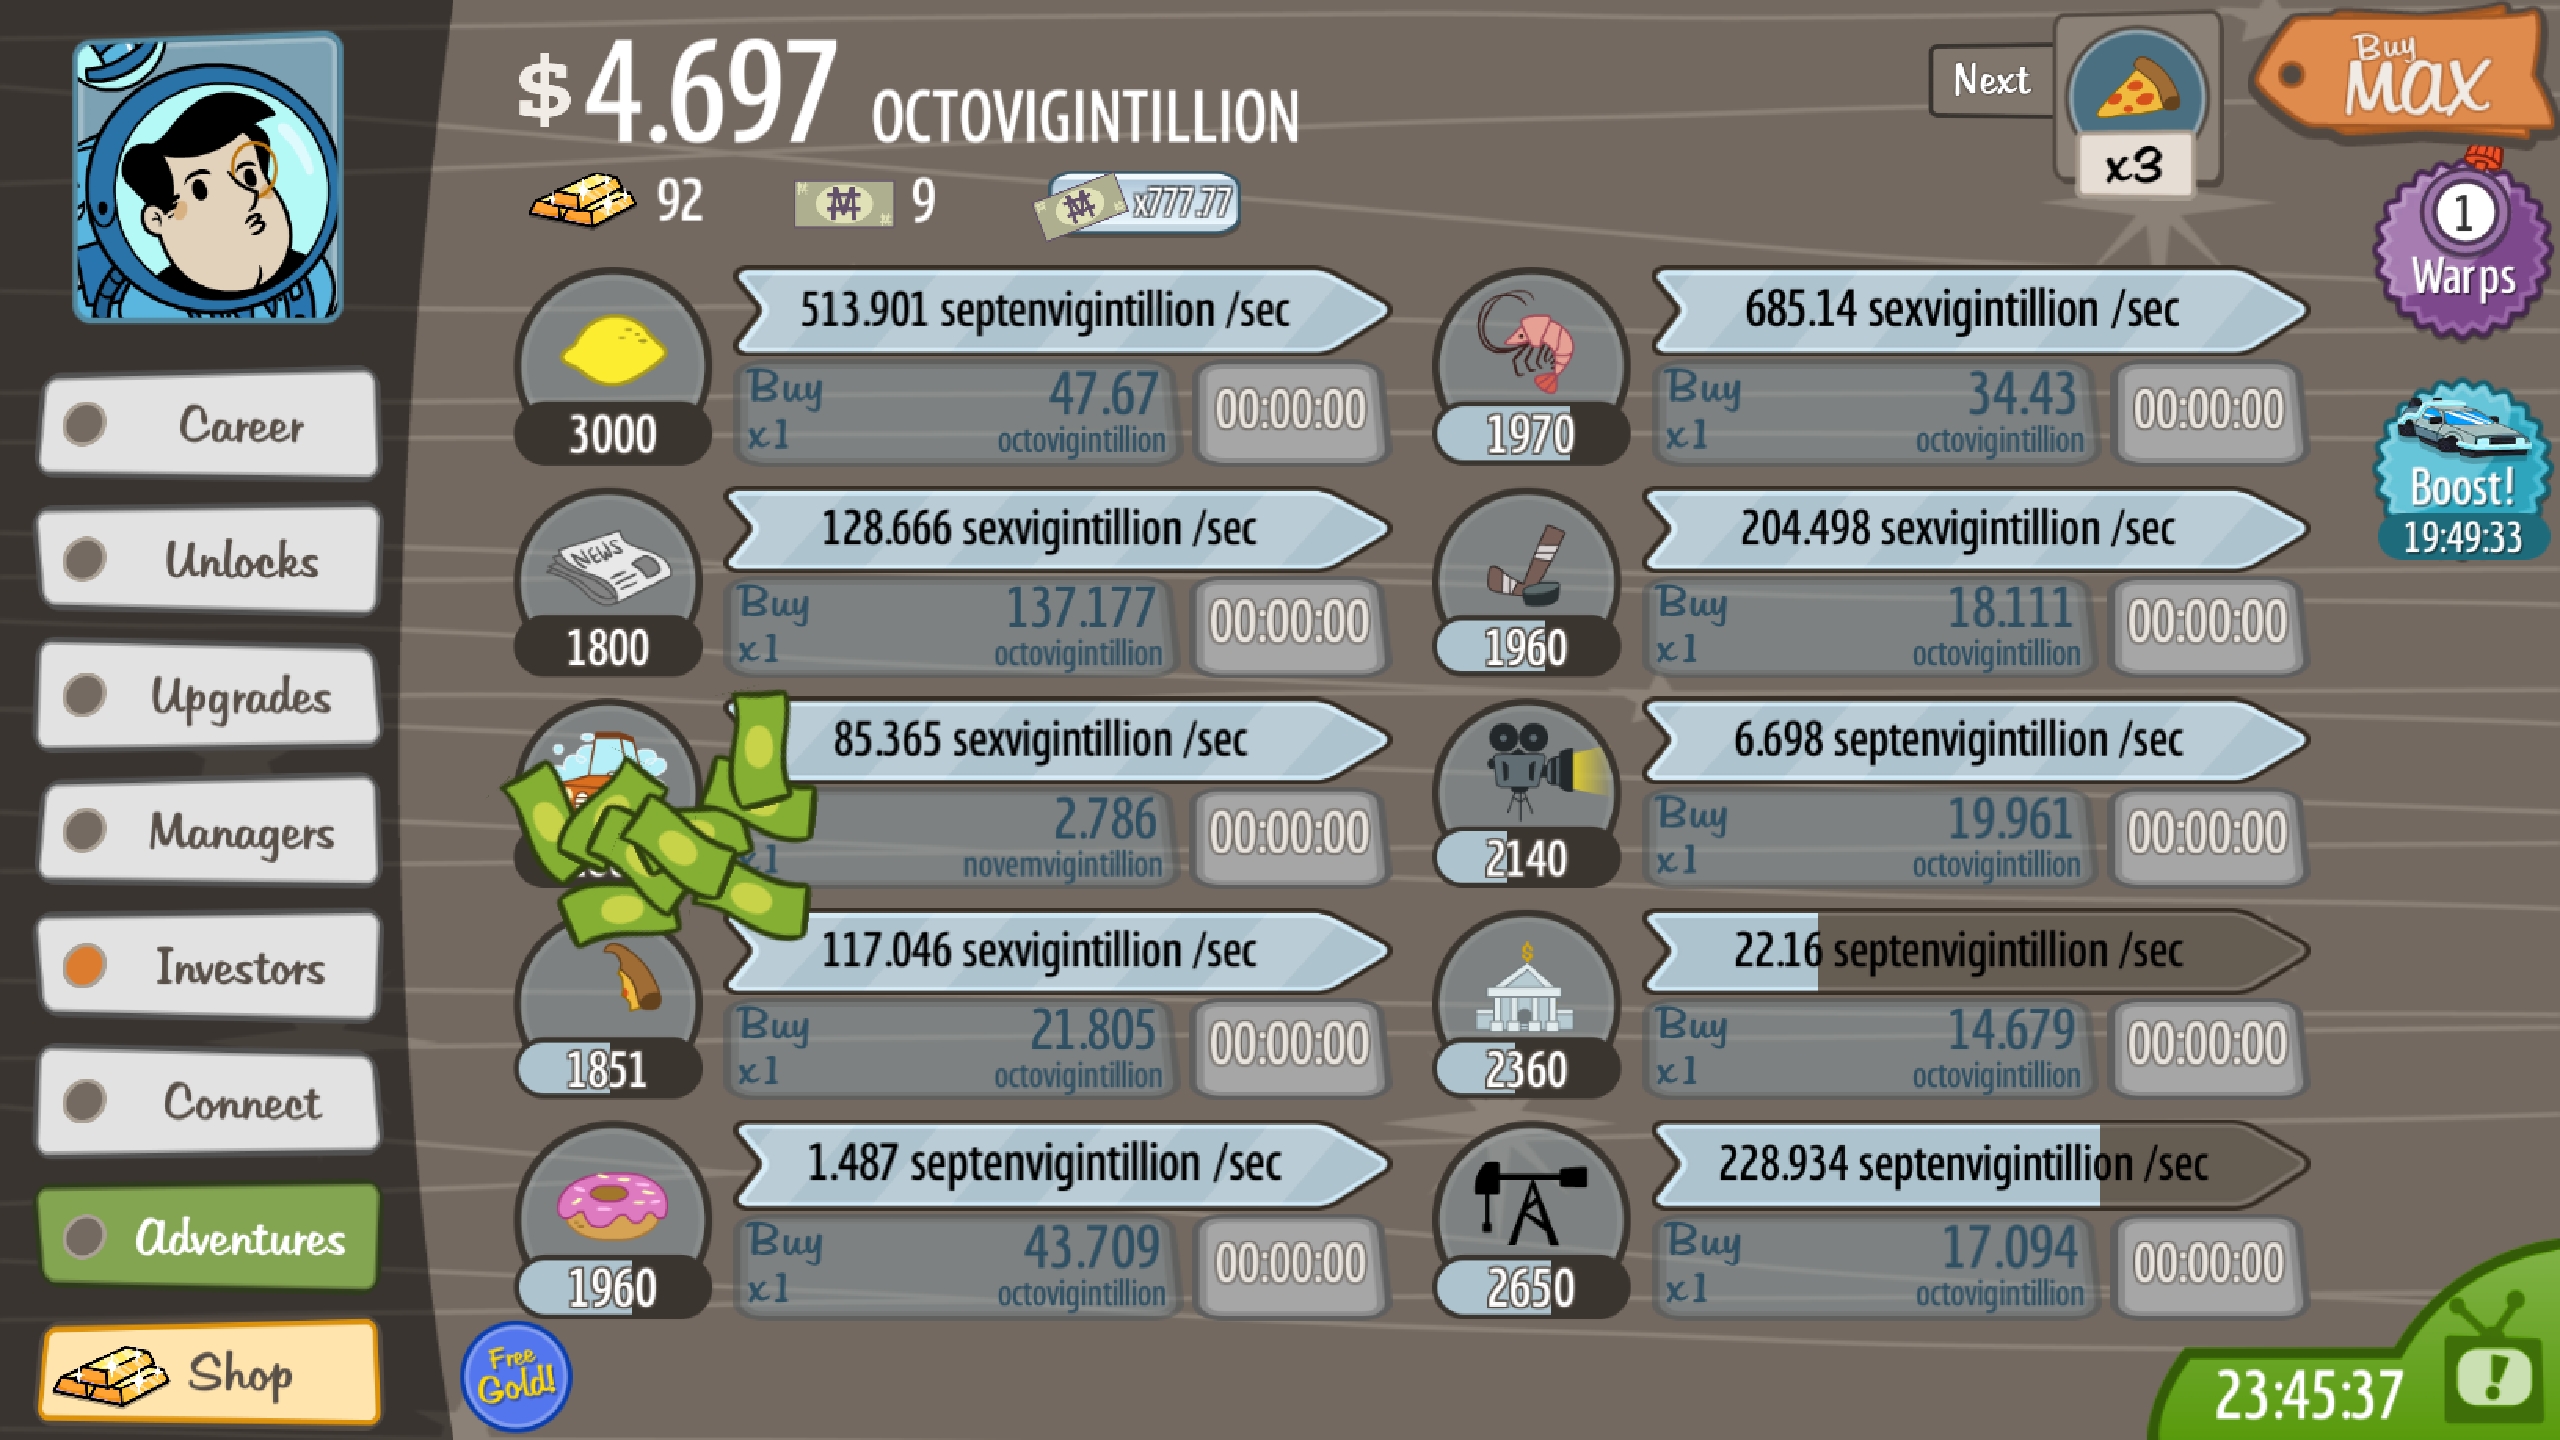 $4.697 OCTOVIGINTILLION
92
9
x777.77
Next
x3
Buy
MAX
1
Warps
Boost!
19:49:33
Career
Unlocks
Upgrades
Managers
Investors
Connect
Adventures
Shop
513.901 septenvigintillion /sec
3000
Buy
x1
47.67
octovigintillion
00:00:00
685.14 sexvigintillion /sec
1970
Buy
x1
34.43
octovigintillion
00:00:00
NEWS
128.666 sexvigintillion /sec
1800
Buy
x1
137.177
octovigintillion
00:00:00
204.498 sexvigintillion /sec
1960
Buy
x1
18.111
octovigintillion
00:00:00
85.365 sexvigintillion /sec
x1
2.786
novemvigintillion
00:00:00
6.698 septenvigintillion /sec
2140
Buy
x1
19.961
octovigintillion
00:00:00
117.046 sexvigintillion /sec
1851
Buy
x1
21.805
octovigintillion
00:00:00
$
22.16 septenvigintillion /sec
2360
Buy
x1
14.679
octovigintillion
00:00:00
1.487 septenvigintillion /sec
1960
Buy
x1
43.709
octovigintillion
00:00:00
228.934 septenvigintillion /sec
2650
Buy
x1
17.094
octovigintillion
00:00:00
Free
Gold!
23:45:37
!